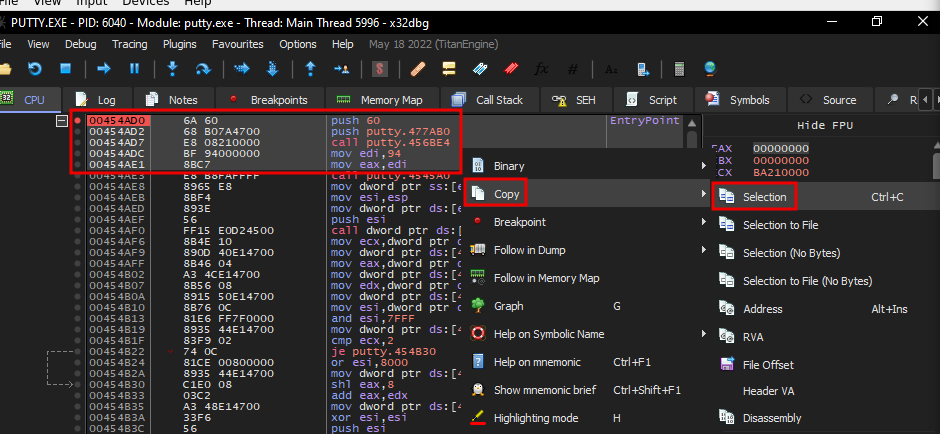 File View Input Devices Help
PUTTY.EXE - PID: 6040 - Module: putty.exe - Thread: Main Thread 5996 - x32dbg
File View Debug Tracing Plugins Favourites Options Help May 18 2022 (TitanEngine)
CPU Log Notes Breakpoints Memory Map Call Stack SEH Script Symbols Source R
Hide FPU
00454AD0 6A 60 push 60 EntryPoint
00454AD2 68 B07A4700 push putty.477AB0
00454AD7 E8 08210000 call putty.456BE4
00454ADC BF 94000000 mov edi,94
00454AE1 8BC7 mov eax,edi
00454AE3 E8 B8FAFFFF call putty.4545A0
00454AE8 8965 E8 mov dword ptr ss:[e
00454AEB 8BF4 mov esi,esp
00454AED 893E mov dword ptr ds:[
00454AEF 56 push esi
00454AF0 FF15 E0D24500 call dword ptr ds:[
00454AF6 8B4E 10 mov ecx,dword ptr d
00454AF9 890D 40E14700 mov dword ptr ds:[4
00454AFF 8B46 04 mov eax,dword ptr d
00454B02 A3 4CE14700 mov dword ptr ds:[4
00454B07 8B56 08 mov edx,dword ptr d
00454B0A 8915 50E14700 mov dword ptr ds:[4
00454B10 8B76 0C mov esi,dword ptr d
00454B13 81E6 FF7F0000 and esi,7FFF
00454B19 8935 44E14700 mov dword ptr ds:[4
00454B1F 83F9 02 cmp ecx,2
00454B22 74 0C je putty.454B30
00454B24 81CE 00800000 or esi,8000
00454B2A 8935 44E14700 mov dword ptr ds:[4
00454B30 C1E0 08 shl eax,8
00454B33 03C2 add eax,edx
00454B35 A3 48E14700 mov dword ptr ds:[4
00454B3A 33F6 xor esi,esi
00454B3C 56 push esi
EAX 00000000
EBX 00000000
ECX BA210000
Binary
Copy
Breakpoint
Follow in Dump
Follow in Memory Map
Graph G
Help on Symbolic Name
Help on mnemonic Ctrl+F1
Show mnemonic brief Ctrl+Shift+F1
Highlighting mode H
Selection Ctrl+C
Selection to File
Selection (No Bytes)
Selection to File (No Bytes)
Address Alt+Ins
RVA
File Offset
Header VA
Disassembly